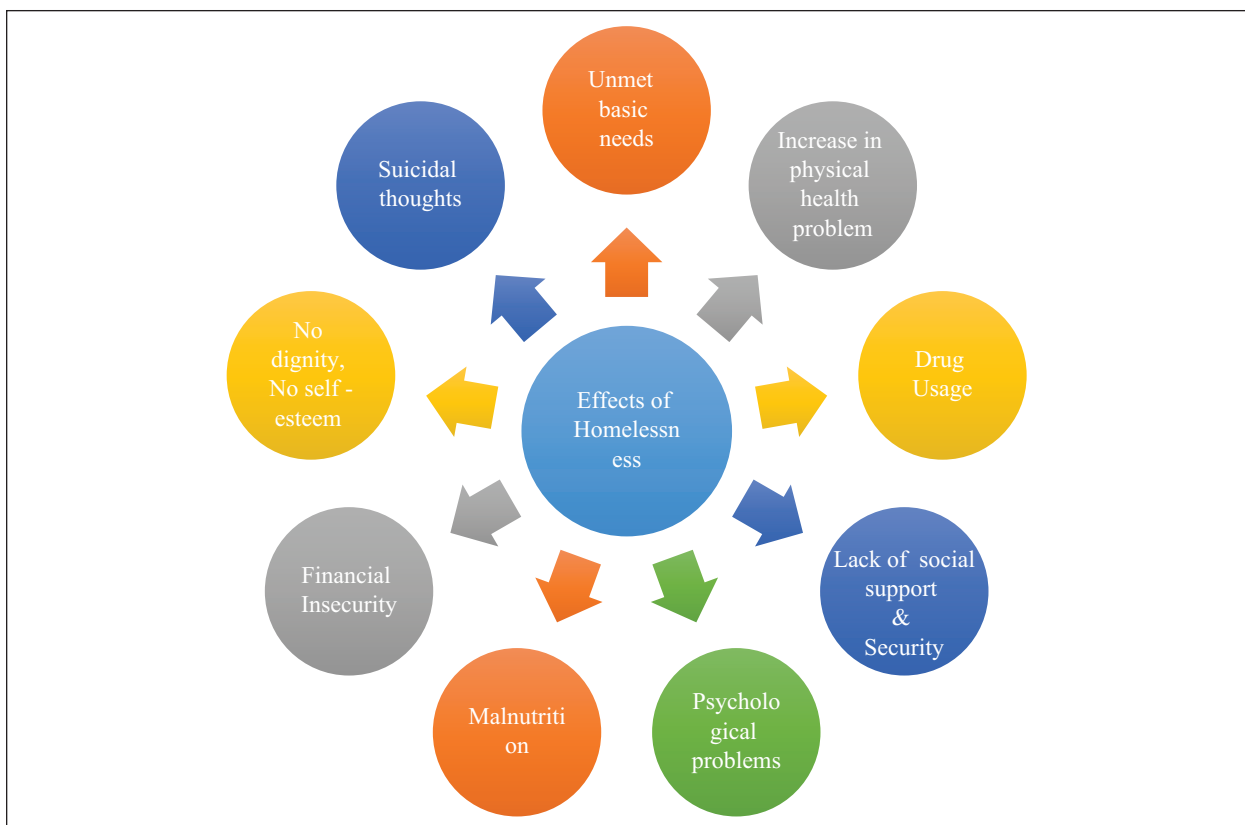 Unmet
basic
needs
Increase in
physical
health
problem
Drug
Usage
Lack of social
support
&
Security
Psycholo
gical
problems
Malnutriti
on
Financial
Insecurity
No
dignity,
No self -
esteem
Suicidal
thoughts
Effects of
Homelessn
ess